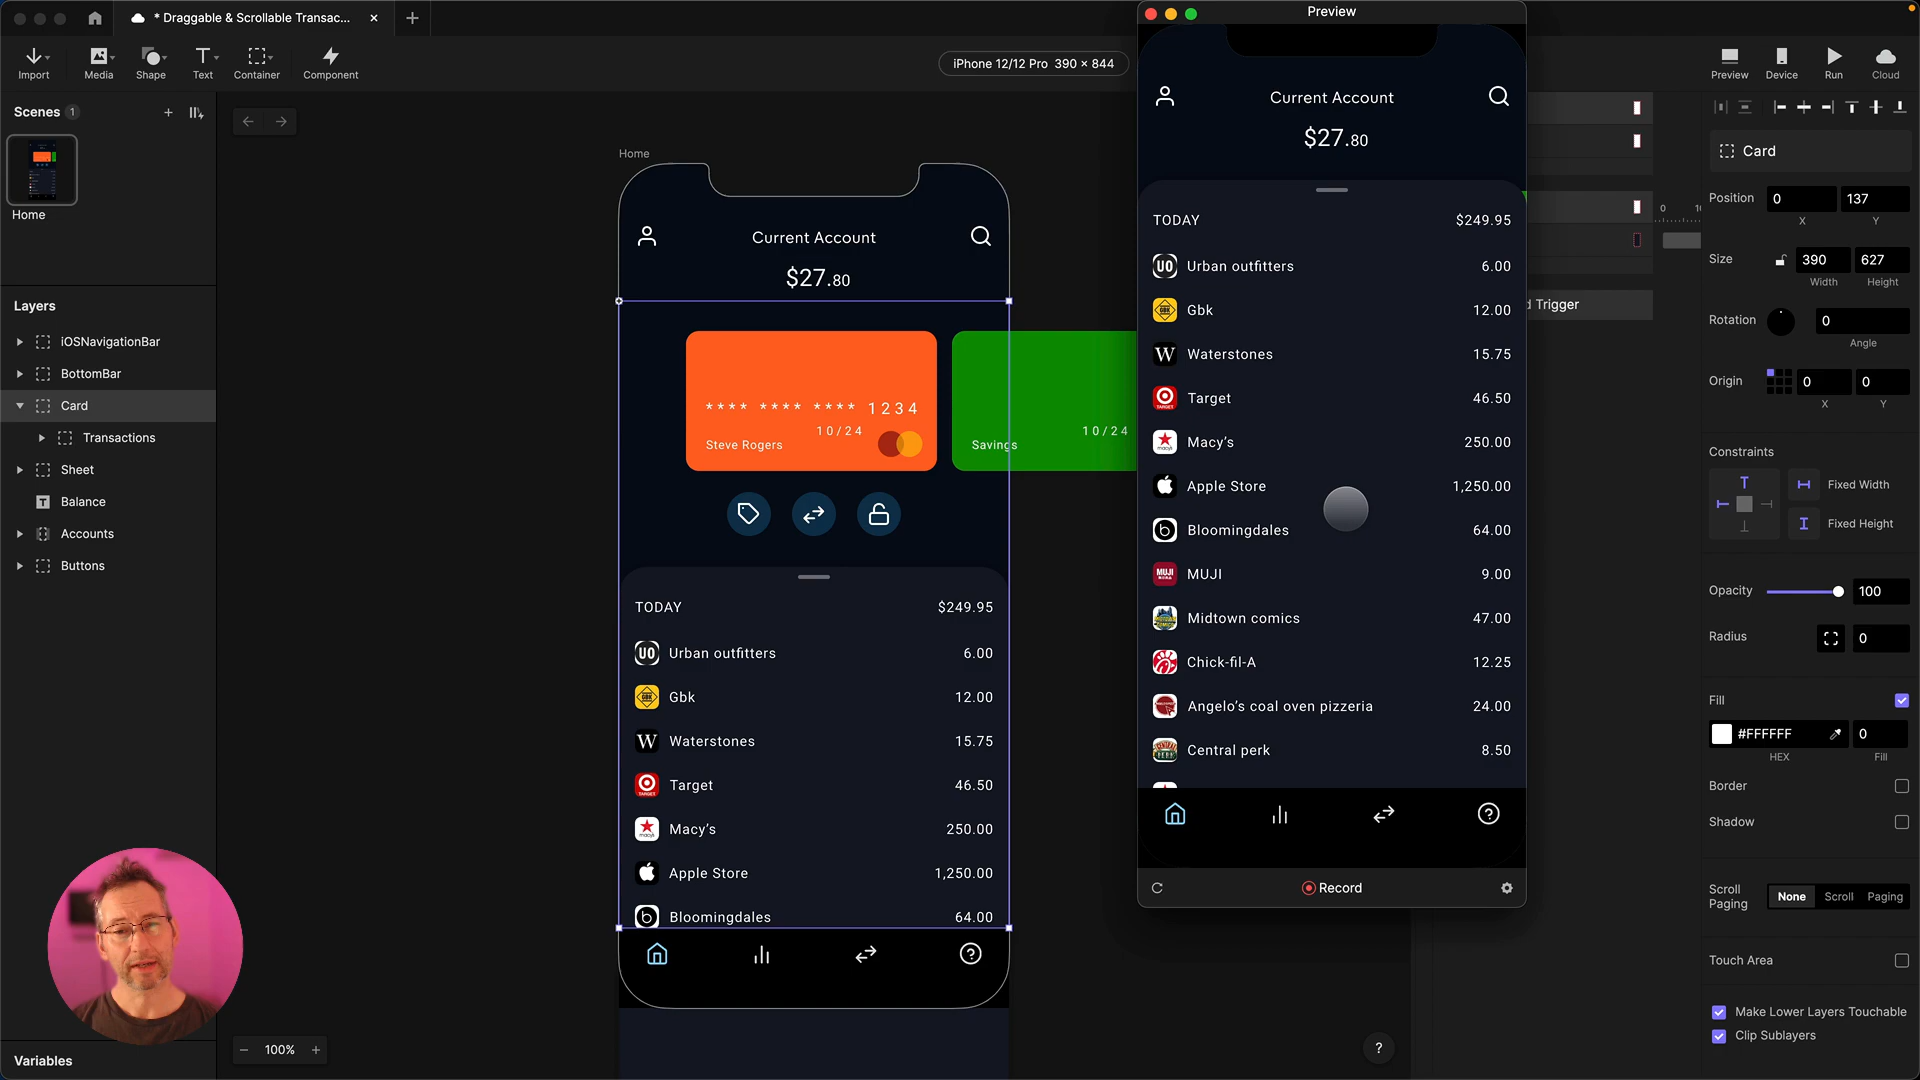 * Draggable & Scrollable Transac...
Import
Media
Shape
Text
Container
Component
iPhone 12/12 Pro 390 × 844
Preview
Device
Run
Cloud
Scenes 1
Home
Layers
iOSNavigationBar
BottomBar
Card
Transactions
Sheet
Balance
Accounts
Buttons
Variables
100%
Home
Current Account
$27.80
**** **** **** 1234
10/24
Steve Rogers
Savings
10/24
TODAY $249.95
Urban outfitters 6.00
Gbk 12.00
Waterstones 15.75
Target 46.50
Macy's 250.00
Apple Store 1,250.00
Bloomingdales 64.00
Preview
Current Account
$27.80
TODAY $249.95
UO Urban outfitters 6.00
GBK Gbk 12.00
W Waterstones 15.75
TARGET Target 46.50
macys Macy's 250.00
Apple Store 1,250.00
b Bloomingdales 64.00
MUJI MUJI 9.00
Midtown comics 47.00
Chick-fil-A 12.25
Angelo's coal oven pizzeria 24.00
Central perk 8.50
Record
?
d Trigger
0
Card
Position 0 137
X Y
Size 390 627
Width Height
Rotation 0
Angle
Origin 0 0
X Y
Constraints
Fixed Width
Fixed Height
Opacity 100
Radius 0
Fill
#FFFFFF 0
HEX Fill
Border
Shadow
Scroll
Paging
None Scroll Paging
Touch Area
Make Lower Layers Touchable
Clip Sublayers